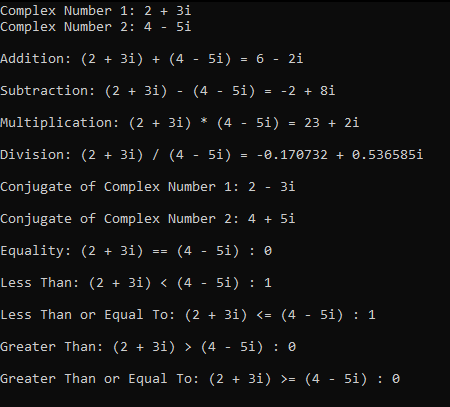 Complex Number 1: 2 + 3i
Complex Number 2: 4 - 5i
Addition: (2 + 3i) + (4 - 5i) = 6 - 2i
Subtraction: (2 + 3i) - (4 - 5i) = -2 + 8i
Multiplication: (2 + 3i) * (4 - 5i) = 23 + 2i
Division: (2 + 3i) / (4 - 5i) = -0.170732 + 0.536585i
Conjugate of Complex Number 1: 2 - 3i
Conjugate of Complex Number 2: 4 + 5i
Equality: (2 + 3i) == (4 - 5i) : 0
Less Than: (2 + 3i) < (4 - 5i) : 1
Less Than or Equal To: (2 + 3i) <= (4 - 5i) : 1
Greater Than: (2 + 3i) > (4 - 5i) : 0
Greater Than or Equal To: (2 + 3i) >= (4 - 5i) : 0